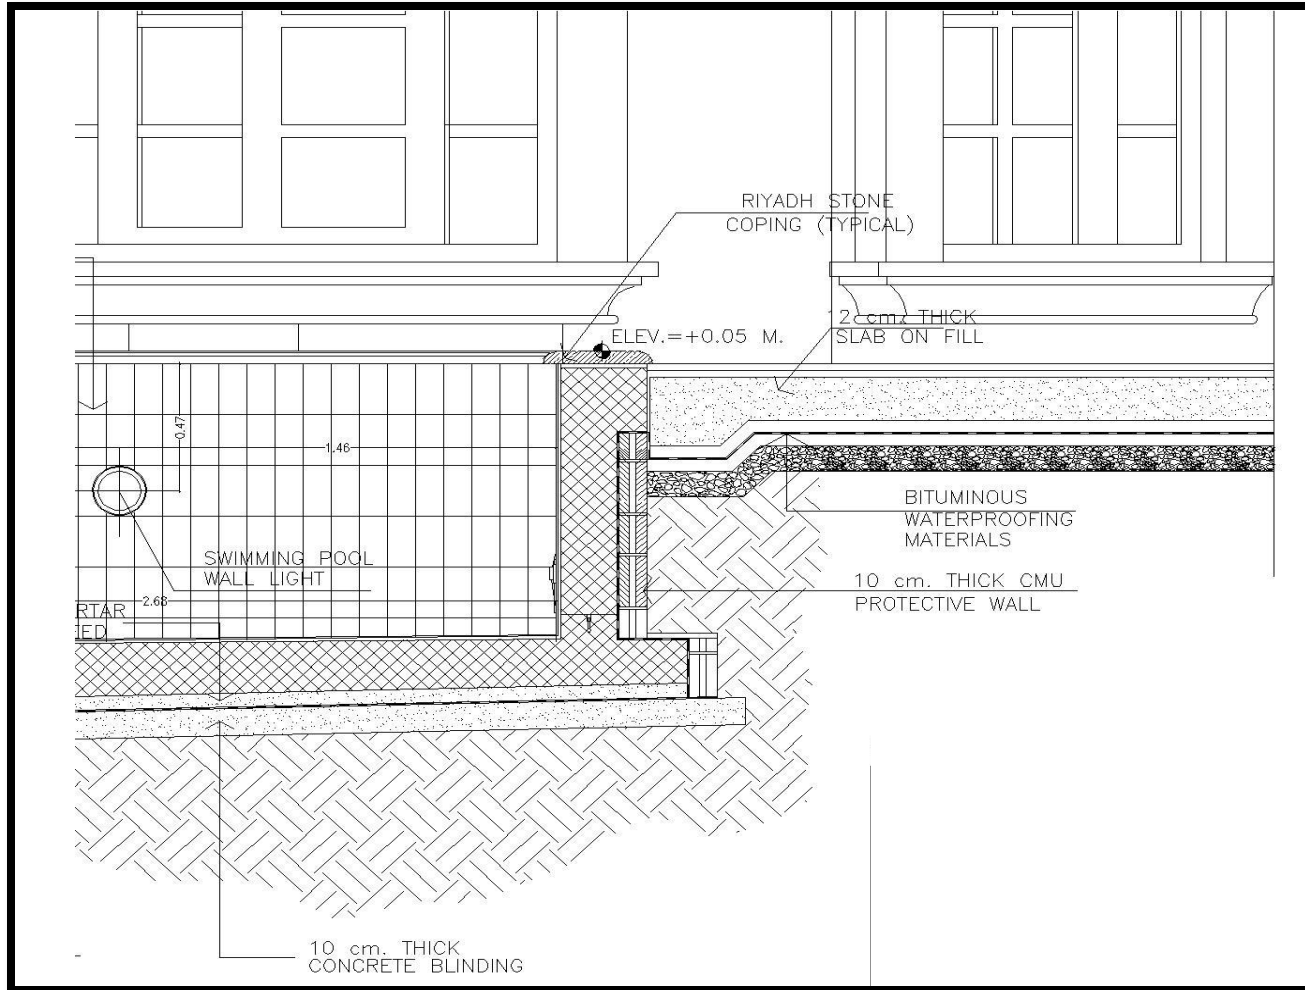 RIYADH STONE
COPING (TYPICAL)
12 cm. THICK
SLAB ON FILL
ELEV.=+0.05 M.
0.47
1.46
BITUMINOUS
WATERPROOFING
MATERIALS
SWIMMING POOL
WALL LIGHT
10 cm. THICK CMU
PROTECTIVE WALL
2.68
RTAR
EED
10 cm. THICK
CONCRETE BLINDING